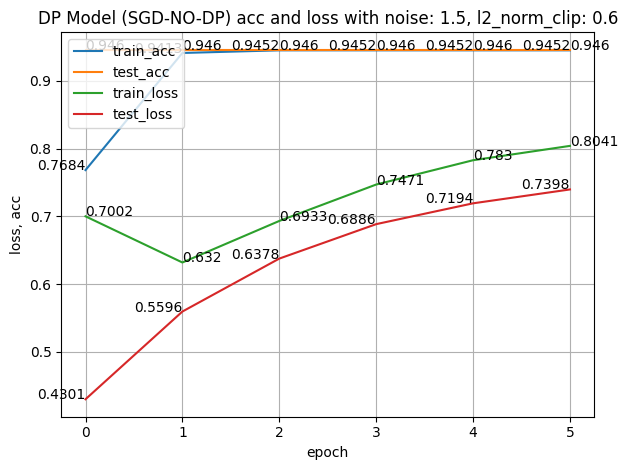 DP Model (SGD-NO-DP) acc and loss with noise: 1.5, l2_norm_clip: 0.6
0.946 0.9413 0.946 0.9452 0.946 0.9452 0.946 0.9452 0.946 0.9452 0.946
train_acc
test_acc
train_loss
test_loss
0.9
0.8
0.7
0.6
0.5
loss, acc
0.7684
0.7002
0.632
0.6933
0.7471
0.783
0.8041
0.4301
0.5596
0.6378
0.6886
0.7194
0.7398
0 1 2 3 4 5
epoch